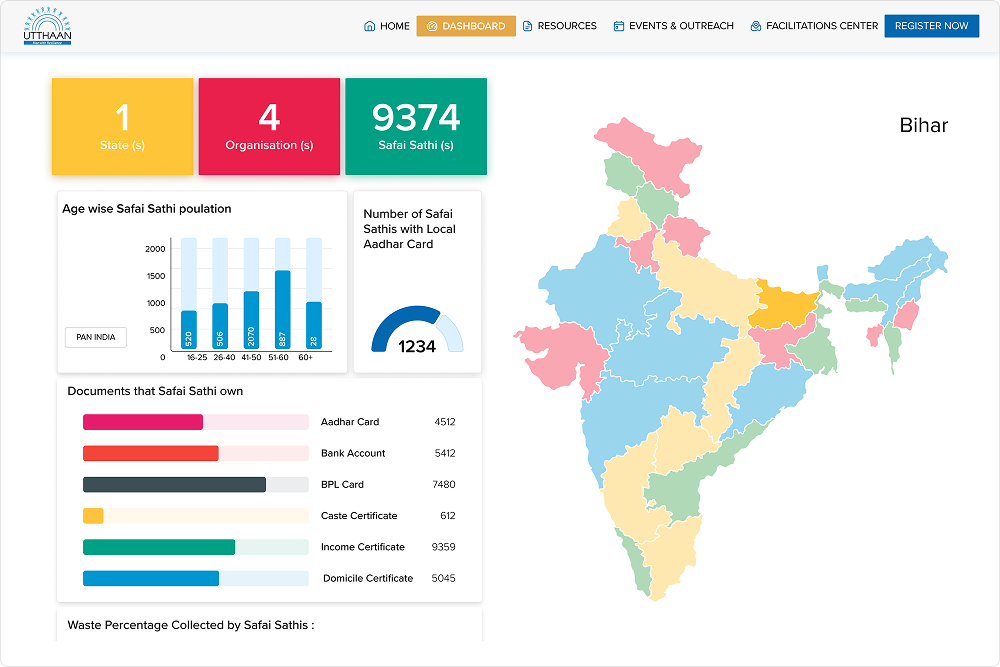 UTTHAAN
HOME
DASHBOARD
RESOURCES
EVENTS & OUTREACH
FACILITATIONS CENTER
REGISTER NOW
1
State (s)
4
Organisation (s)
9374
Safai Sathi (s)
Bihar
Age wise Safai Sathi poulation
2000
1500
1000
500
0
PAN INDIA
520
506
2070
887
28
16-25
26-40
41-50
51-60
60+
Number of Safai
Sathis with Local
Aadhar Card
1234
Documents that Safai Sathi own
Aadhar Card 4512
Bank Account 5412
BPL Card 7480
Caste Certificate 612
Income Certificate 9359
Domicile Certificate 5045
Waste Percentage Collected by Safai Sathis :